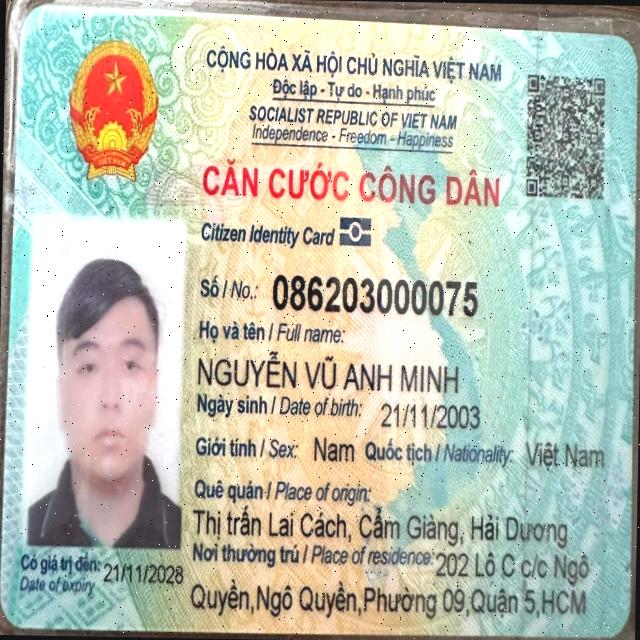 CỘNG HÒA XÃ HỘI CHỦ NGHĨA VIỆT NAM
Độc lập - Tự do - Hạnh phúc
SOCIALIST REPUBLIC OF VIET NAM
Independence - Freedom - Happiness
CĂN CƯỚC CÔNG DÂN
Citizen Identity Card
Số / No.: 086203000075
Họ và tên / Full name:
NGUYỄN VŨ ANH MINH
Ngày sinh / Date of birth: 21/11/2003
Giới tính / Sex: Nam Quốc tịch / Nationality: Việt Nam
Quê quán / Place of origin:
Thị trấn Lai Cách, Cẩm Giàng, Hải Dương
Nơi thường trú / Place of residence: 202 Lô C c/c Ngô
Quyền,Ngô Quyền,Phường 09,Quận 5,HCM
Có giá trị đến: 21/11/2028
Date of expiry
VIỆT NAM